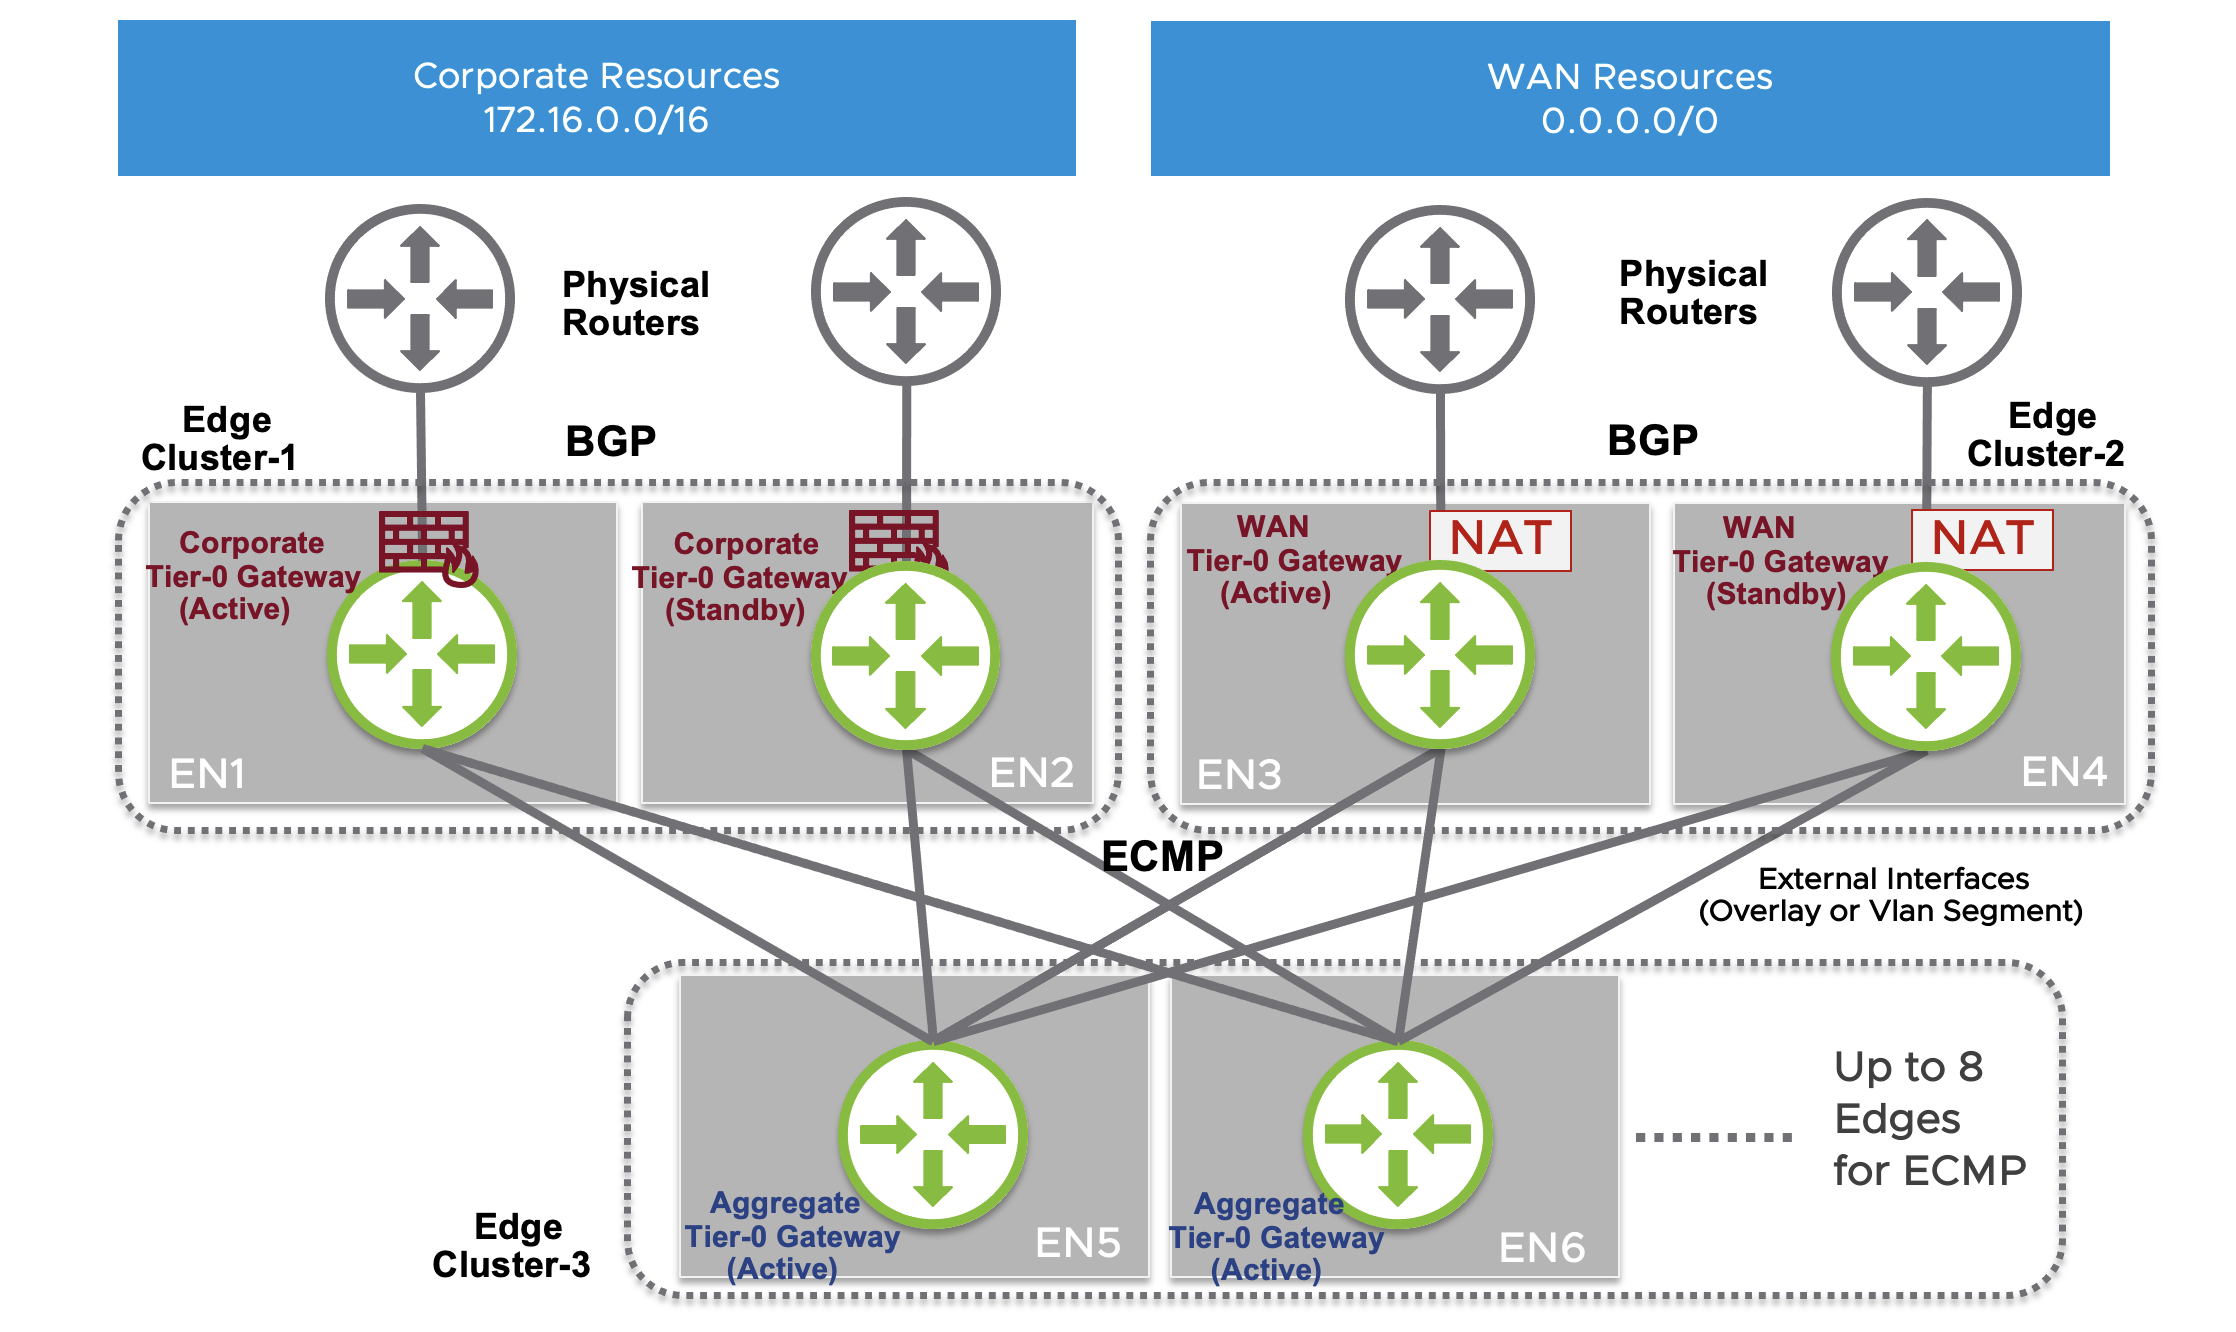 Corporate Resources
172.16.0.0/16
WAN Resources
0.0.0.0/0
Physical
Routers
Physical
Routers
Edge
Cluster-1
BGP
BGP
Edge
Cluster-2
Corporate
Tier-0 Gateway
(Active)
EN1
Corporate
Tier-0 Gateway
(Standby)
EN2
WAN
Tier-0 Gateway
(Active)
NAT
EN3
WAN
Tier-0 Gateway
(Standby)
NAT
EN4
ECMP
External Interfaces
(Overlay or Vlan Segment)
Edge
Cluster-3
Aggregate
Tier-0 Gateway
(Active)
EN5
Aggregate
Tier-0 Gateway
(Active)
EN6
Up to 8
Edges
for ECMP